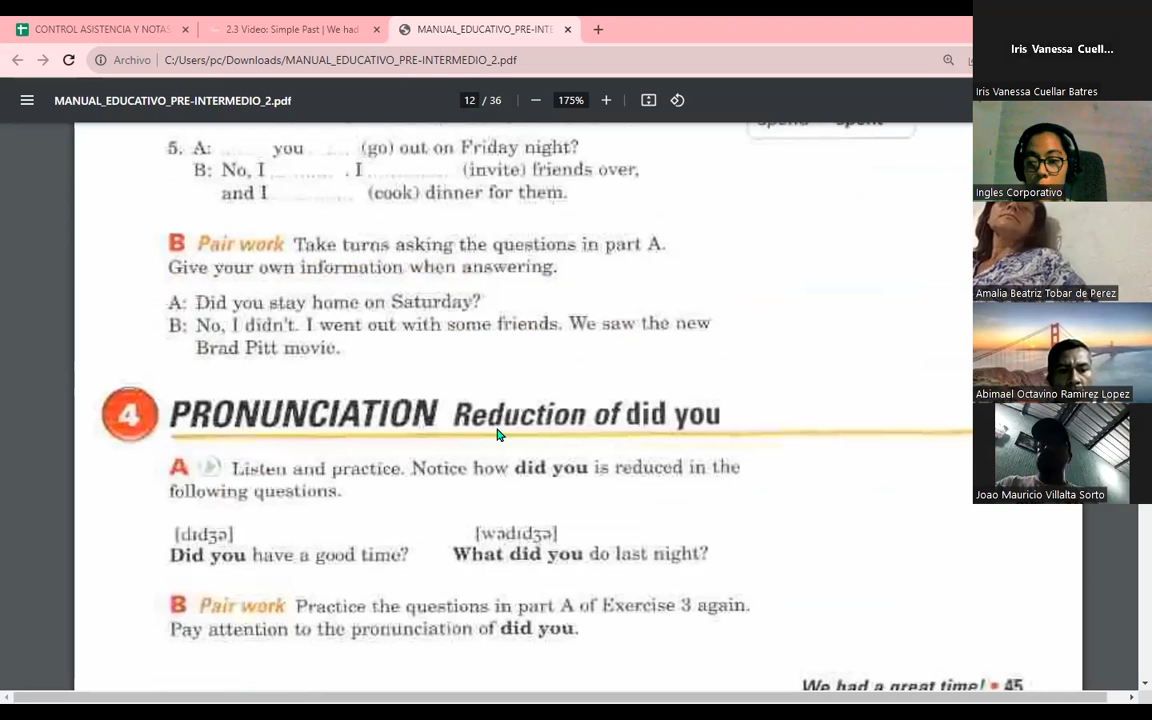 CONTROL ASISTENCIA Y NOTAS
2.3 Video: Simple Past | We had
MANUAL_EDUCATIVO_PRE-INTE
Archivo
C:/Users/pc/Downloads/MANUAL_EDUCATIVO_PRE-INTERMEDIO_2.pdf
MANUAL_EDUCATIVO_PRE-INTERMEDIO_2.pdf
12 / 36
175%
5. A: you (go) out on Friday night?
B: No, I . I (invite) friends over,
and I (cook) dinner for them.
B Pair work Take turns asking the questions in part A.
Give your own information when answering.
A: Did you stay home on Saturday?
B: No, I didn't. I went out with some friends. We saw the new
Brad Pitt movie.
4 PRONUNCIATION Reduction of did you
A Listen and practice. Notice how did you is reduced in the
following questions.
[dɪdʒə] [wədɪdʒə]
Did you have a good time? What did you do last night?
B Pair work Practice the questions in part A of Exercise 3 again.
Pay attention to the pronunciation of did you.
We had a great time! • 45
Iris Vanessa Cuell...
Iris Vanessa Cuellar Batres
Ingles Corporativo
Amalia Beatriz Tobar de Perez
Abimael Octavino Ramirez Lopez
Joao Mauricio Villalta Sorto